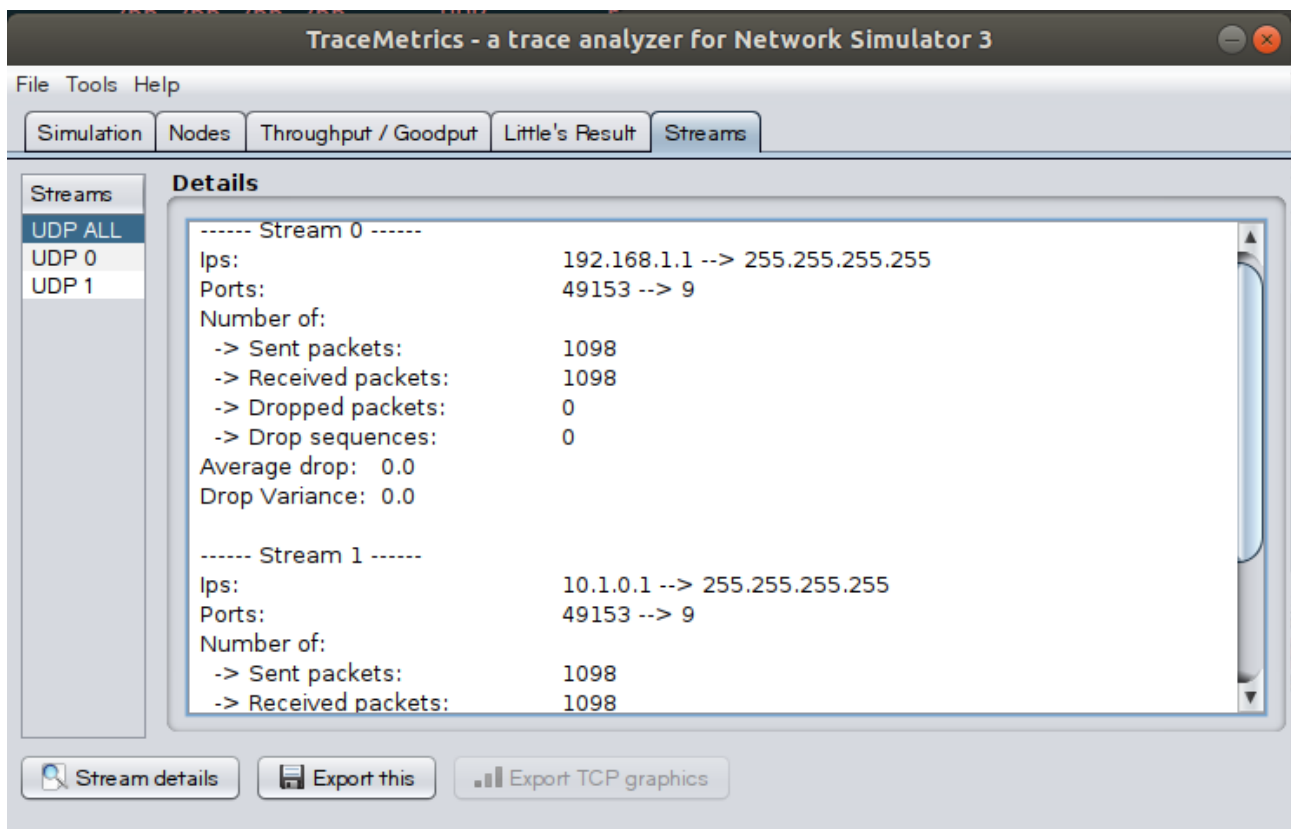 TraceMetrics - a trace analyzer for Network Simulator 3
File Tools Help
Simulation Nodes Throughput / Goodput Little's Result Streams
Streams
UDP ALL
UDP 0
UDP 1
Details
------ Stream 0 ------
Ips: 192.168.1.1 --> 255.255.255.255
Ports: 49153 --> 9
Number of:
-> Sent packets: 1098
-> Received packets: 1098
-> Dropped packets: 0
-> Drop sequences: 0
Average drop: 0.0
Drop Variance: 0.0
------ Stream 1 ------
Ips: 10.1.0.1 --> 255.255.255.255
Ports: 49153 --> 9
Number of:
-> Sent packets: 1098
-> Received packets: 1098
Stream details Export this Export TCP graphics